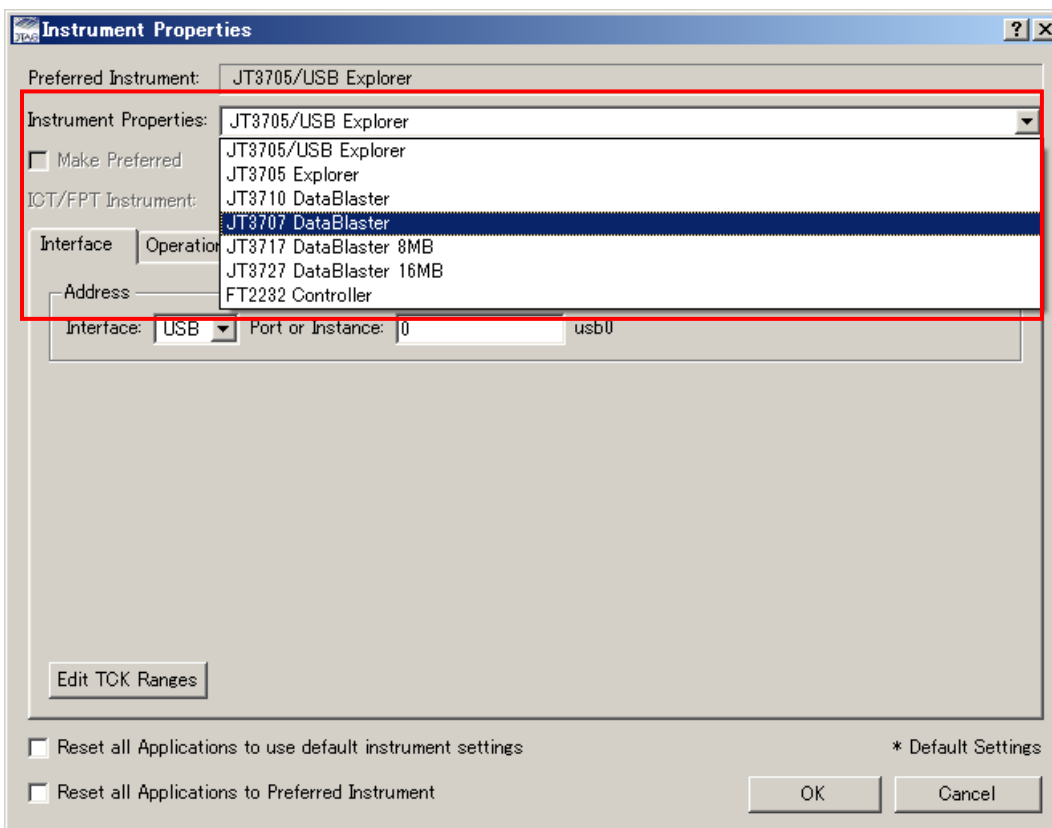 JTAG Instrument Properties
Preferred Instrument: JT3705/USB Explorer
Instrument Properties: JT3705/USB Explorer
JT3705/USB Explorer
Make Preferred
JT3705 Explorer
ICT/FPT Instrument:
JT3710 DataBlaster
JT3707 DataBlaster
Interface Operation
JT3717 DataBlaster 8MB
JT3727 DataBlaster 16MB
Address
FT2232 Controller
Interface: USB Port or Instance: 0 usb0
Edit TCK Ranges
Reset all Applications to use default instrument settings * Default Settings
Reset all Applications to Preferred Instrument OK Cancel